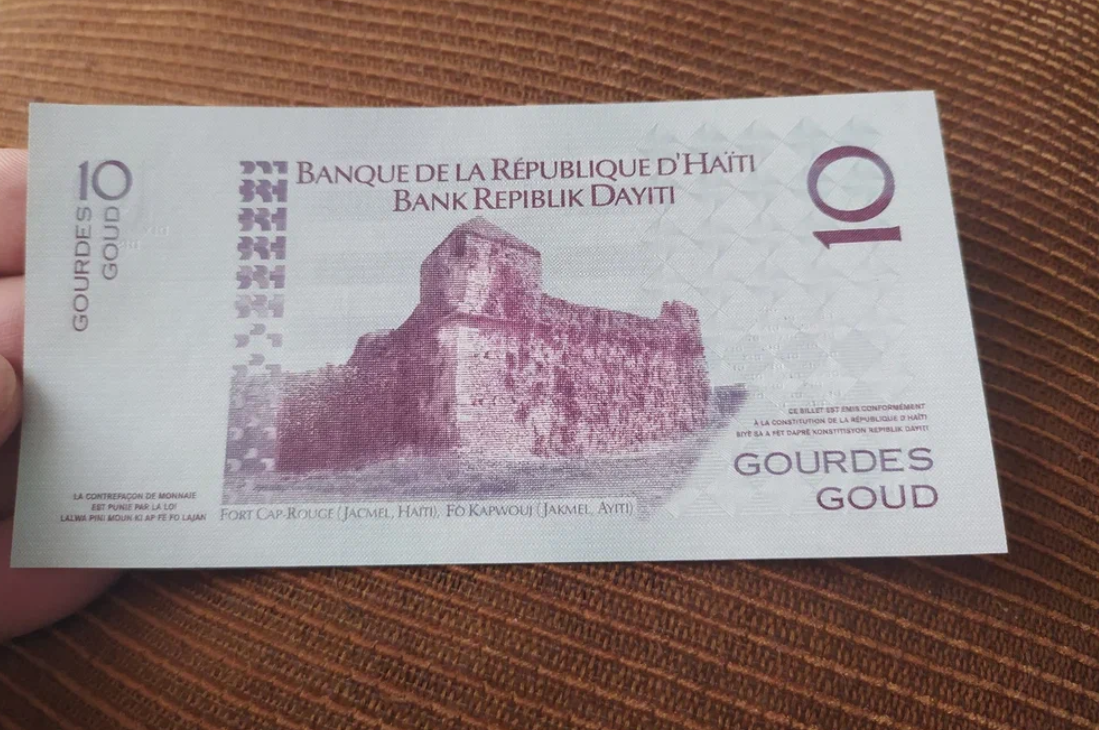 10
GOURDES
GOUD
BANQUE DE LA RÉPUBLIQUE D'HAÏTI
BANK REPIBLIK DAYITI
10
CE BILLET EST EMIS CONFORMÉMENT
À LA CONSTITUTION DE LA RÉPUBLIQUE D'HAÏTI
BIYÈ SA A FÈT DAPRÈ KONSTITISYON REPIBLIK DAYITI
GOURDES
GOUD
LA CONTREFAÇON DE MONNAIE
EST PUNIE PAR LA LOI
LALWA PINI MOUN KI AP FÈ FO LAJAN
FORT CAP-ROUGE (JACMEL, HAITI), FÒ KAPWOUJ (JAKMEL, AYITI)